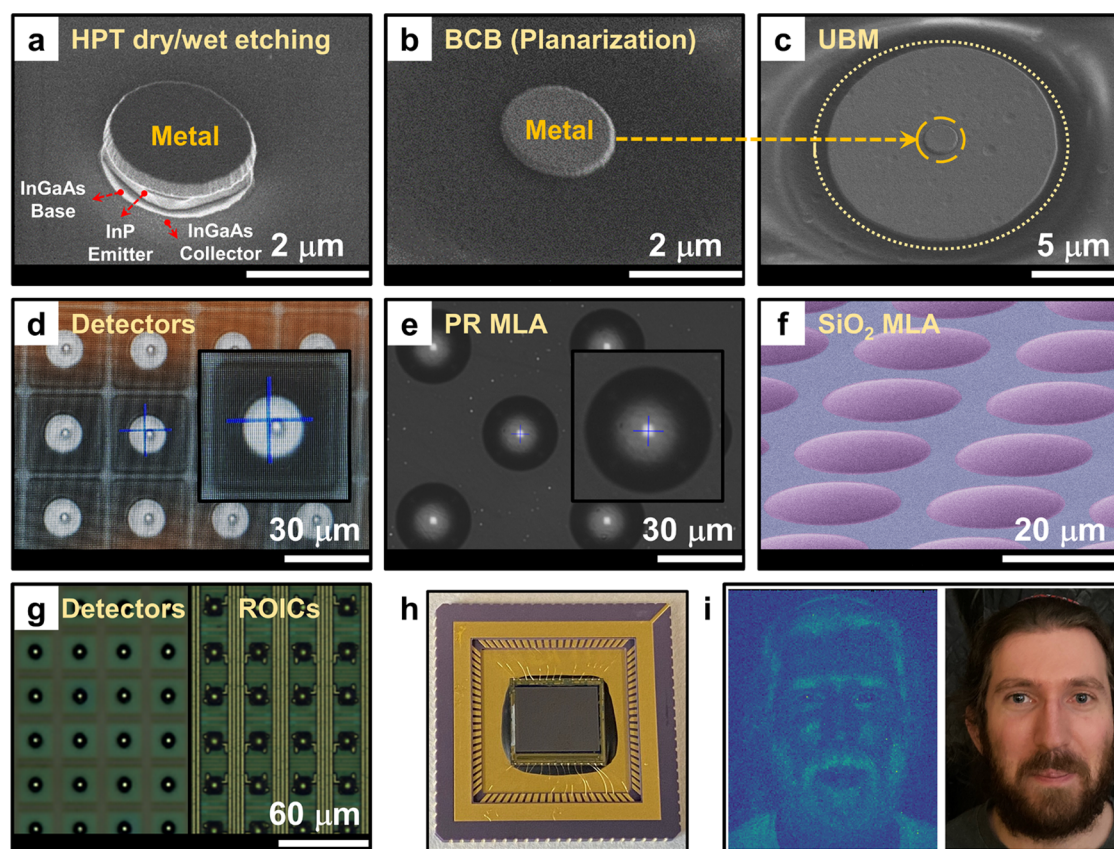 a HPT dry/wet etching
Metal
InGaAs
Base
InP
Emitter
InGaAs
Collector
2 μm
b BCB (Planarization)
Metal
2 μm
c UBM
5 μm
d Detectors
30 μm
e PR MLA
30 μm
f SiO₂ MLA
20 μm
g Detectors ROICs
60 μm
h
i